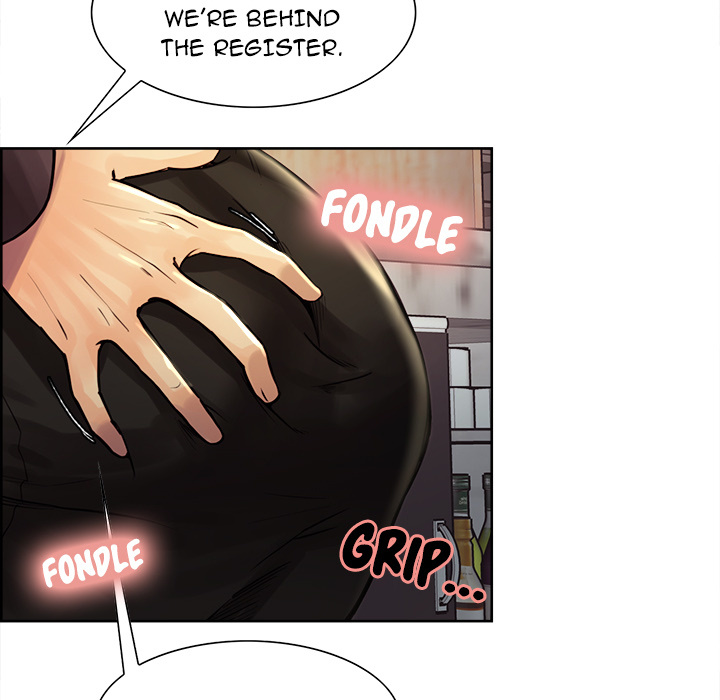 WE'RE BEHIND
THE REGISTER.
FONDLE
FONDLE
GRIP...